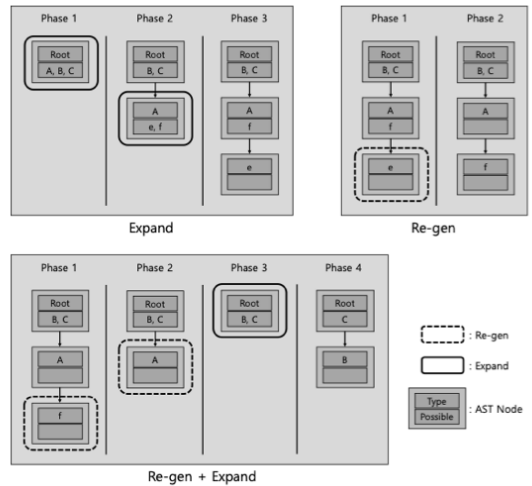 Phase 1
Phase 2
Phase 3
Root
A, B, C
Root
B, C
A
e, f
Root
B, C
A
f
e
Expand
Phase 1
Phase 2
Root
B, C
A
f
e
Root
B, C
A
f
Re-gen
Phase 1
Phase 2
Phase 3
Phase 4
Root
B, C
A
f
Root
B, C
A
Root
B, C
Root
C
B
Re-gen + Expand
: Re-gen
: Expand
Type
Possible
: AST Node